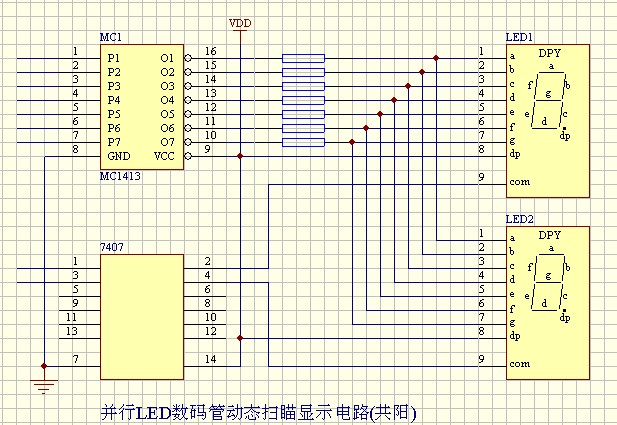 VDD
MC1
LED1
1 P1 O1 16 1 a DPY
2 P2 O2 15 2 b a
3 P3 O3 14 3 c f b
4 P4 O4 13 4 d g
5 P5 O5 12 5 e e c
6 P6 O6 11 6 f d
7 P7 O7 10 7 g dp
8 GND VCC 9 8 dp
MC1413
9 com
LED2
7407
1 a DPY
2 b a
1 2 3 c f b
3 4 4 d g
5 6 5 e e c
9 8 6 f d
11 10 7 g dp
13 12 8 dp
7 14 9 com
并行LED数码管动态扫瞄显示电路(共阳)